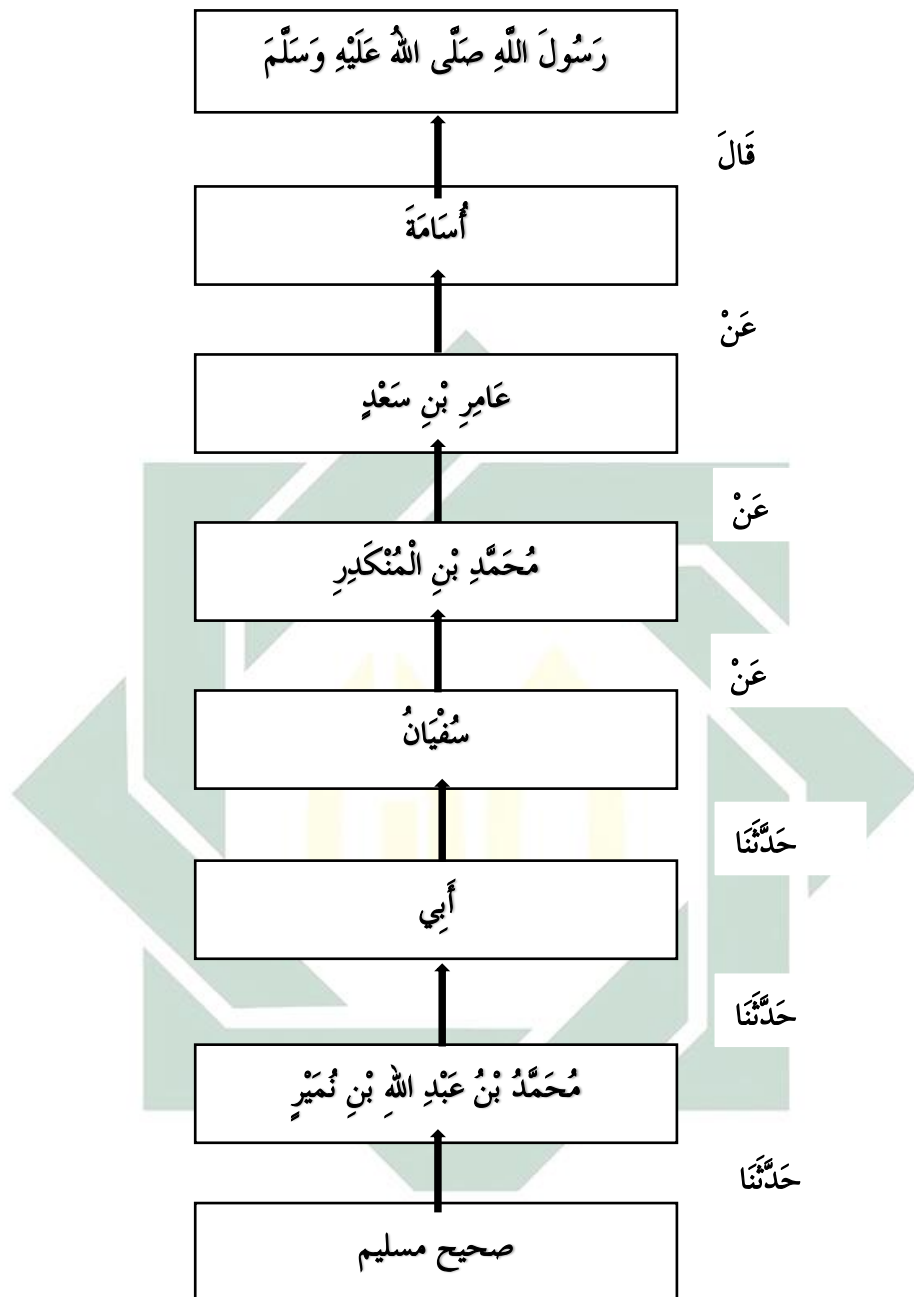 رَسُولَ اللَّهِ صَلَّى اللهُ عَلَيْهِ وَسَلَّمَ
قَالَ
أُسَامَةَ
عَنْ
عَامِرِ بْنِ سَعْدٍ
عَنْ
مُحَمَّدِ بْنِ الْمُنْكَدِرِ
عَنْ
سُفْيَانُ
حَدَّثَنَا
أَبِي
حَدَّثَنَا
مُحَمَّدُ بْنُ عَبْدِ اللهِ بْنِ نُمَيْرٍ
حَدَّثَنَا
صحيح مسليم